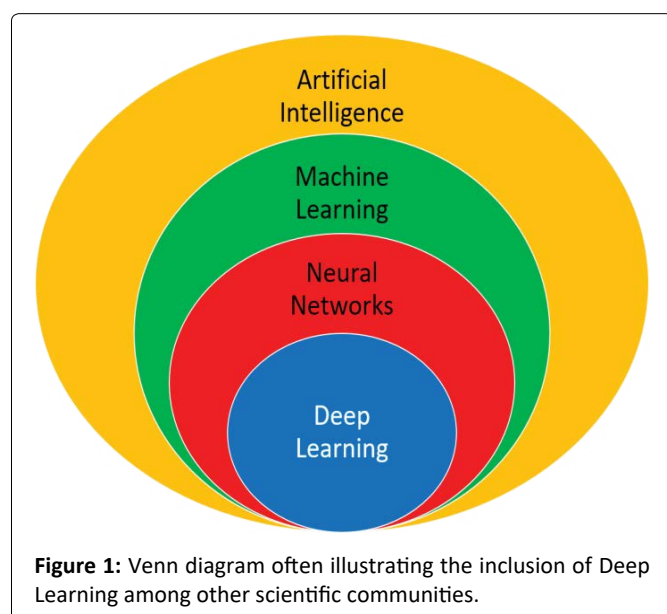 Artificial
Intelligence
Machine
Learning
Neural
Networks
Deep
Learning
Figure 1: Venn diagram often illustrating the inclusion of Deep
Learning among other scientific communities.